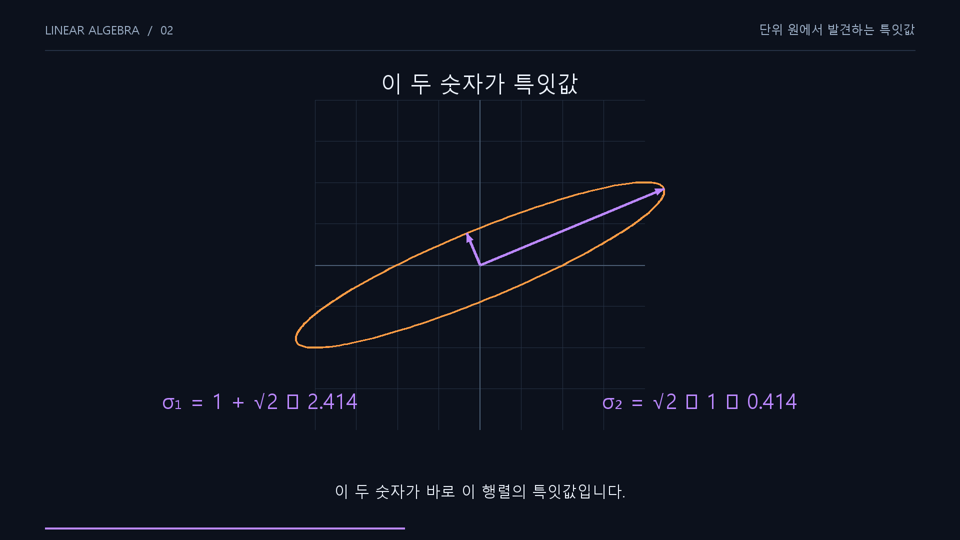 LINEAR ALGEBRA / 02
단위 원에서 발견하는 특잇값
이 두 숫자가 특잇값
σ₁ = 1 + √2 □ 2.414
σ₂ = √2 □ 1 □ 0.414
이 두 숫자가 바로 이 행렬의 특잇값입니다.